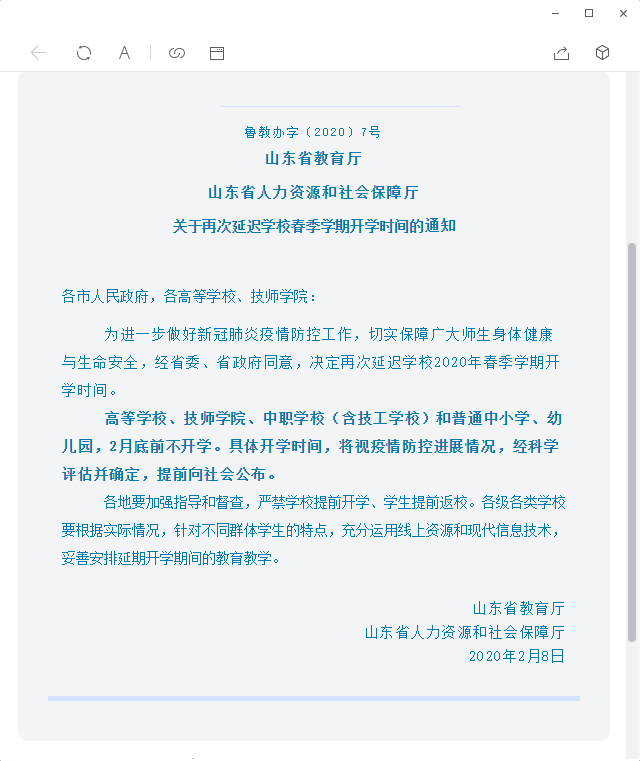 A
鲁教办字（2020）7号
山东省教育厅
山东省人力资源和社会保障厅
关于再次延迟学校春季学期开学时间的通知
各市人民政府，各高等学校、技师学院：
为进一步做好新冠肺炎疫情防控工作，切实保障广大师生身体健康
与生命安全，经省委、省政府同意，决定再次延迟学校2020年春季学期开
学时间。
高等学校、技师学院、中职学校（含技工学校）和普通中小学、幼
儿园，2月底前不开学。具体开学时间，将视疫情防控进展情况，经科学
评估并确定，提前向社会公布。
各地要加强指导和督查，严禁学校提前开学、学生提前返校。各级各类学校
要根据实际情况，针对不同群体学生的特点，充分运用线上资源和现代信息技术，
妥善安排延期开学期间的教育教学。
山东省教育厅
山东省人力资源和社会保障厅
2020年2月8日